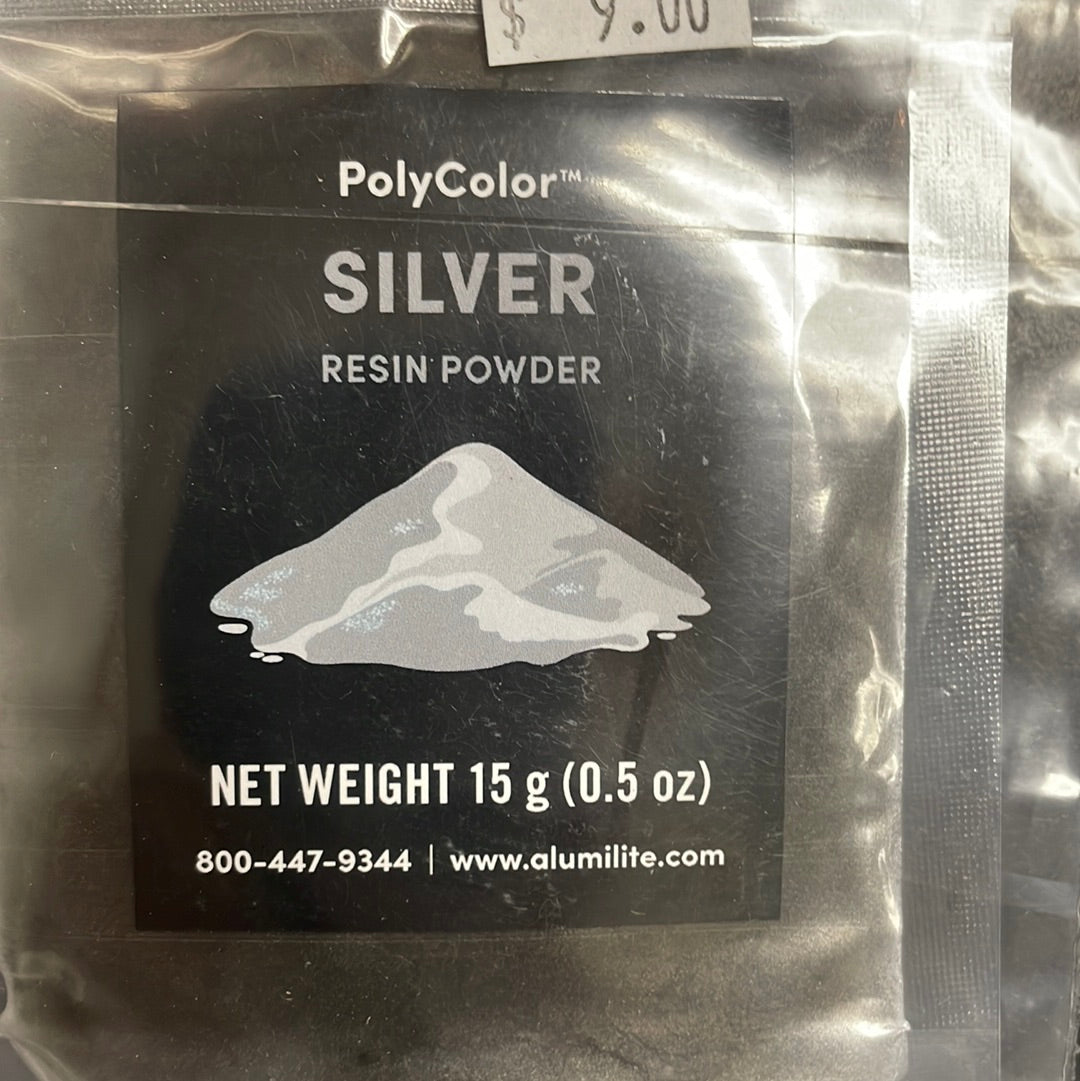 $ 9.00
PolyColor™
SILVER
RESIN POWDER
NET WEIGHT 15 g (0.5 oz)
800-447-9344 | www.alumilite.com